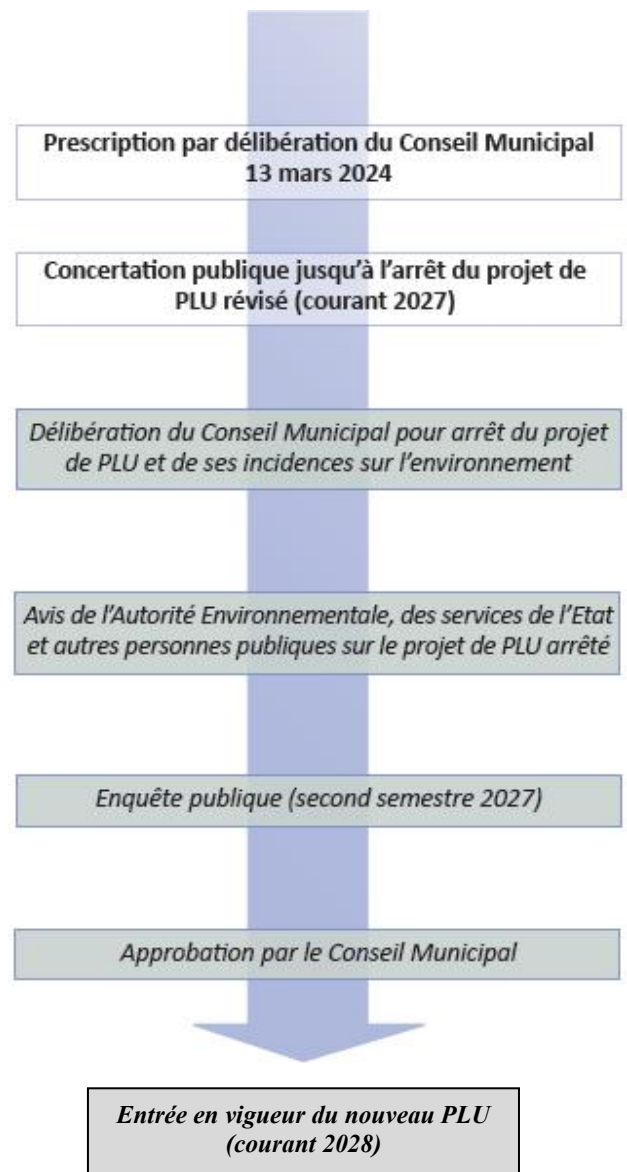 Prescription par délibération du Conseil Municipal
13 mars 2024
Concertation publique jusqu'à l'arrêt du projet de
PLU révisé (courant 2027)
Délibération du Conseil Municipal pour arrêt du projet
de PLU et de ses incidences sur l'environnement
Avis de l'Autorité Environnementale, des services de l'Etat
et autres personnes publiques sur le projet de PLU arrêté
Enquête publique (second semestre 2027)
Approbation par le Conseil Municipal
Entrée en vigueur du nouveau PLU
(courant 2028)